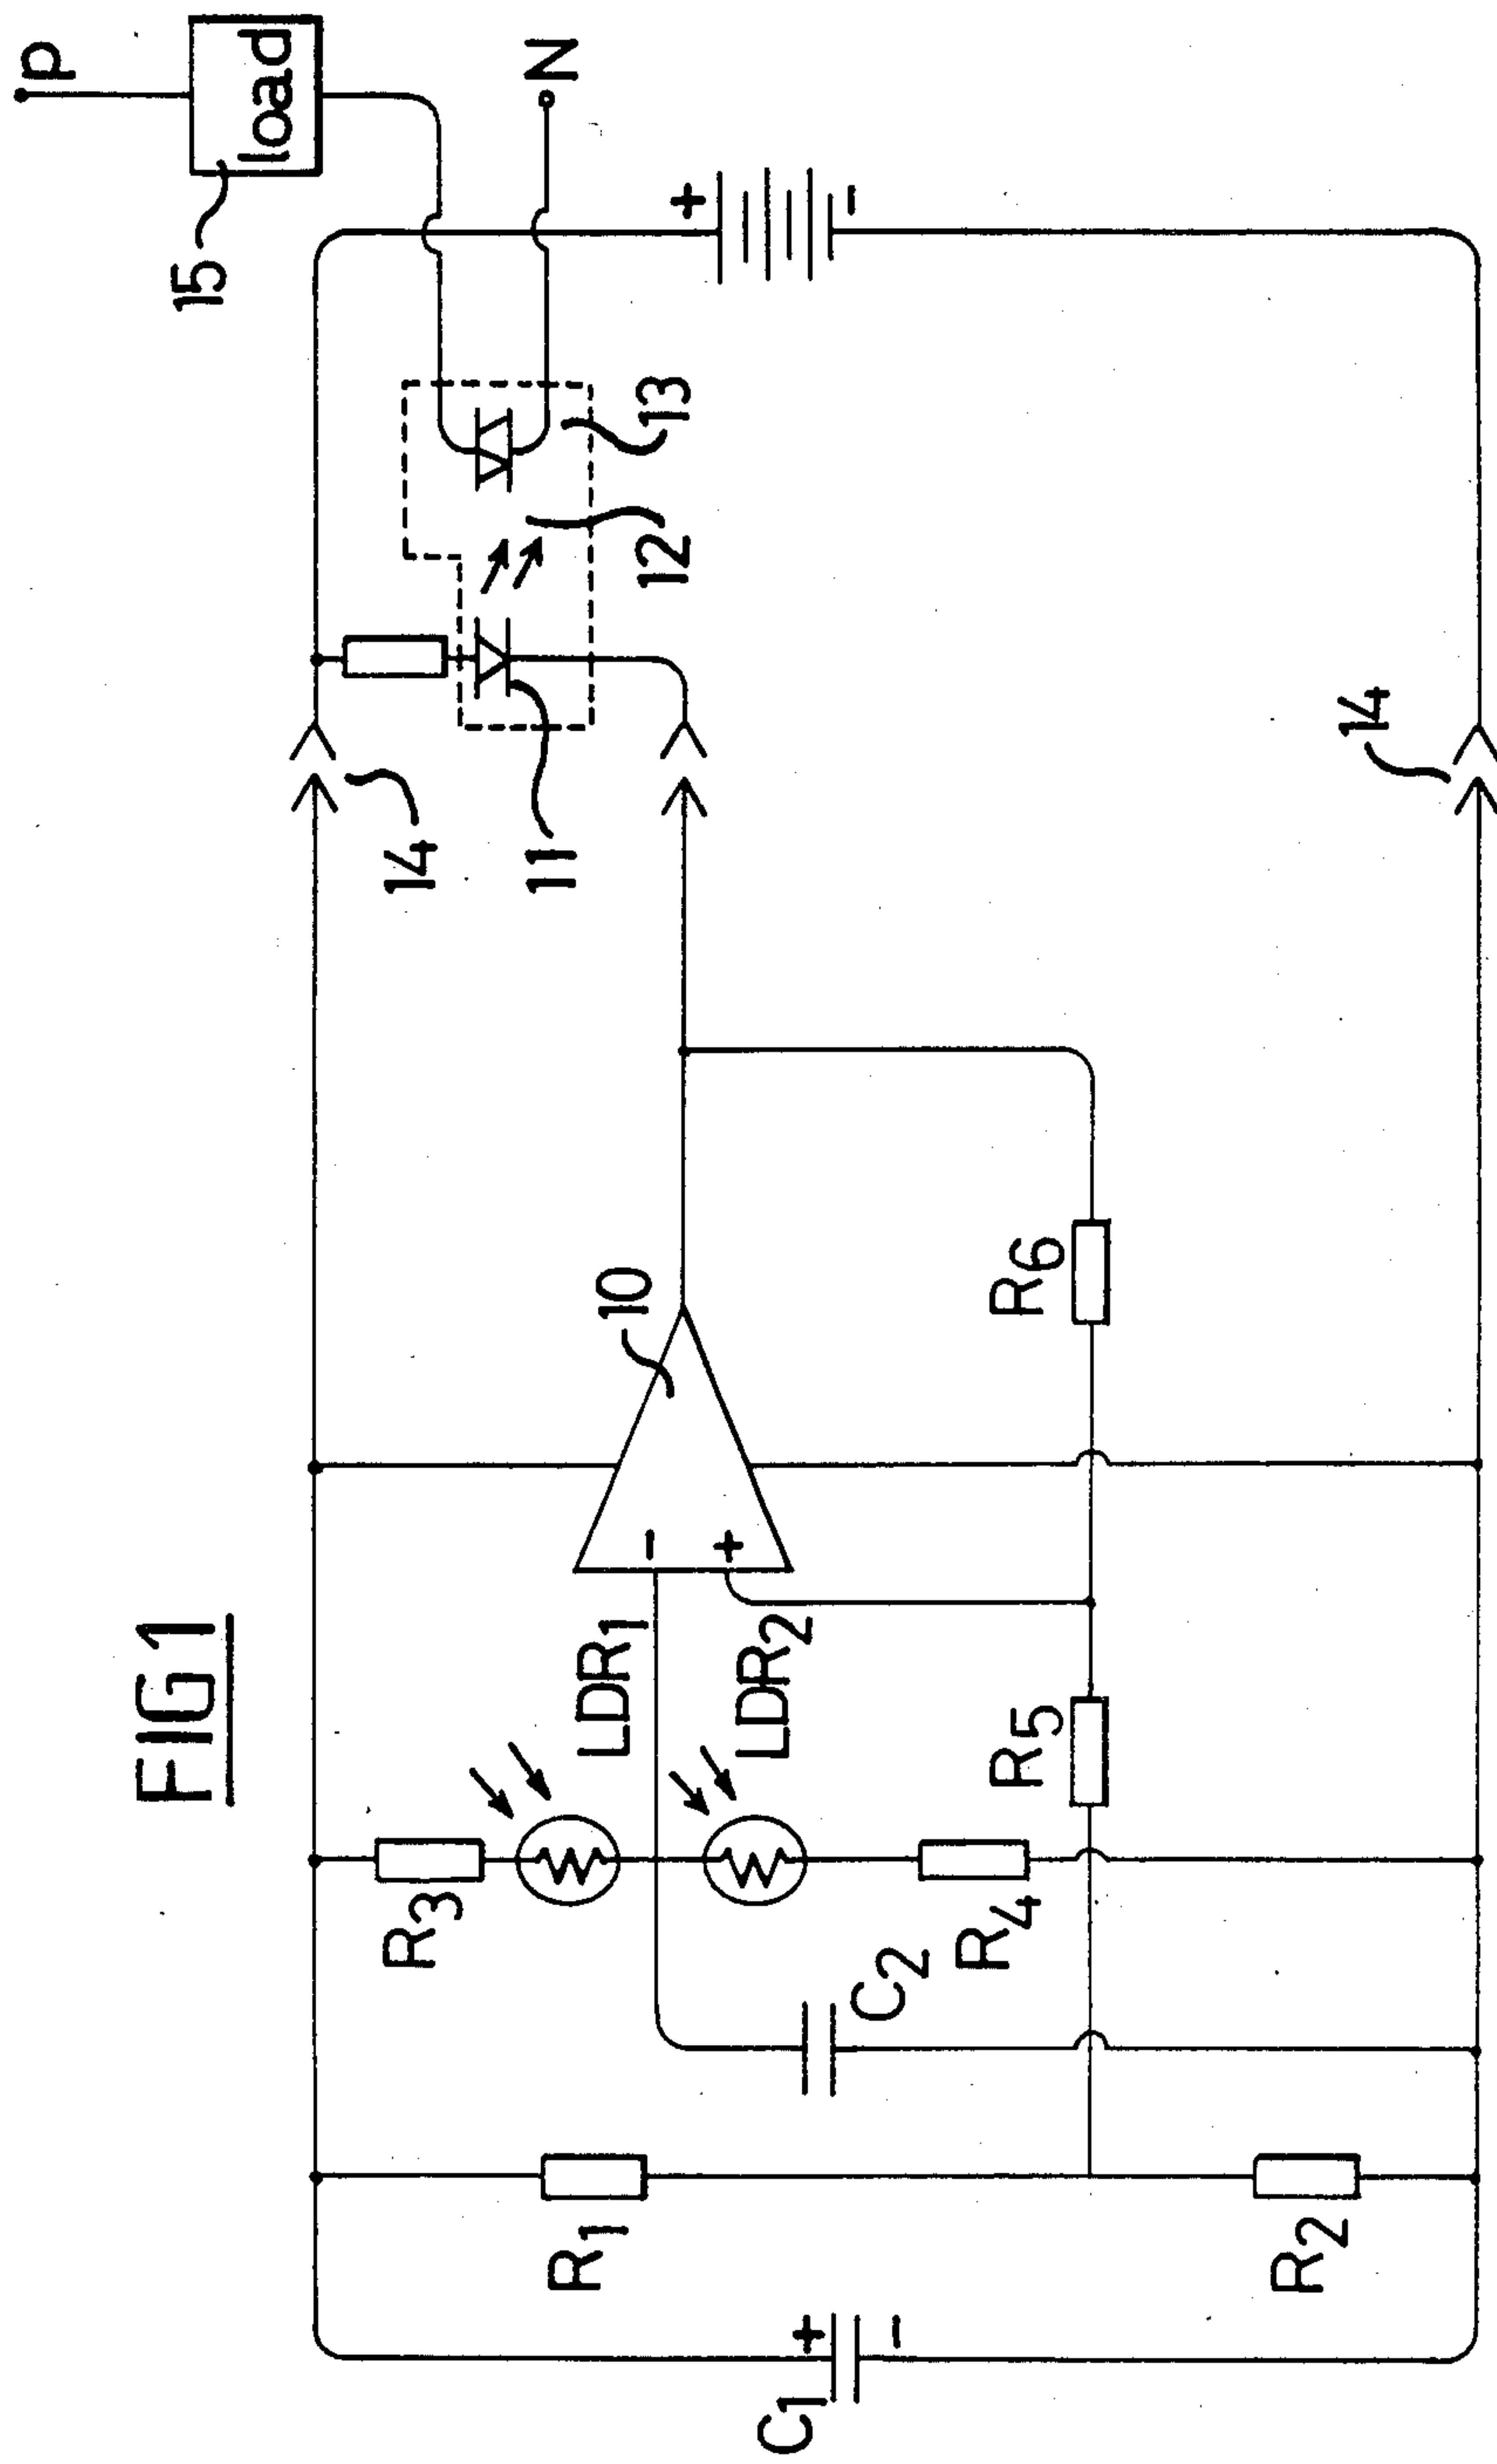 FIG 1
P
load
15
N
+
-
13
12
11
14
14
10
-
+
LDR1
LDR2
R3
R4
R5
R6
C2
R1
R2
C1
+
-